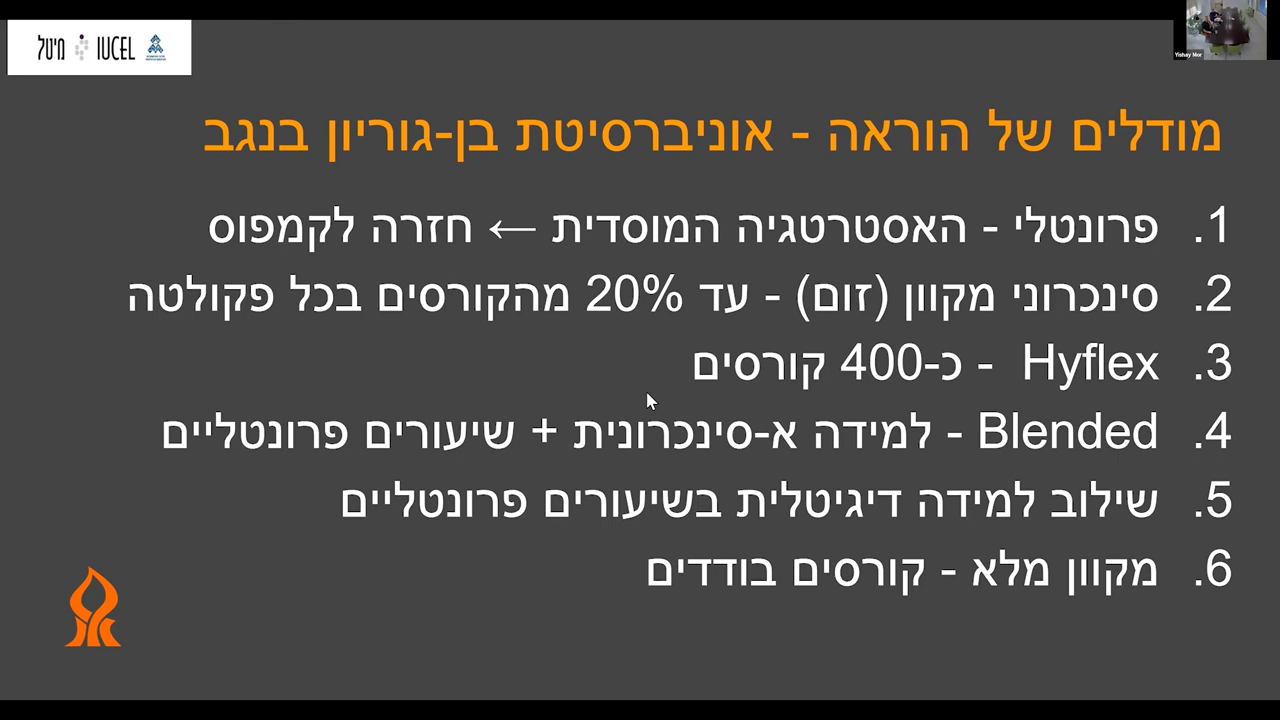 מיטל IUCEL
Yishay Mor
מודלים של הוראה - אוניברסיטת בן-גוריון בנגב
1. פרונטלי - האסטרטגיה המוסדית ← חזרה לקמפוס
2. סינכרוני מקוון (זום) - עד 20% מהקורסים בכל פקולטה
3. Hyflex - כ-400 קורסים
4. Blended - למידה א-סינכרונית + שיעורים פרונטליים
5. שילוב למידה דיגיטלית בשיעורים פרונטליים
6. מקוון מלא - קורסים בודדים